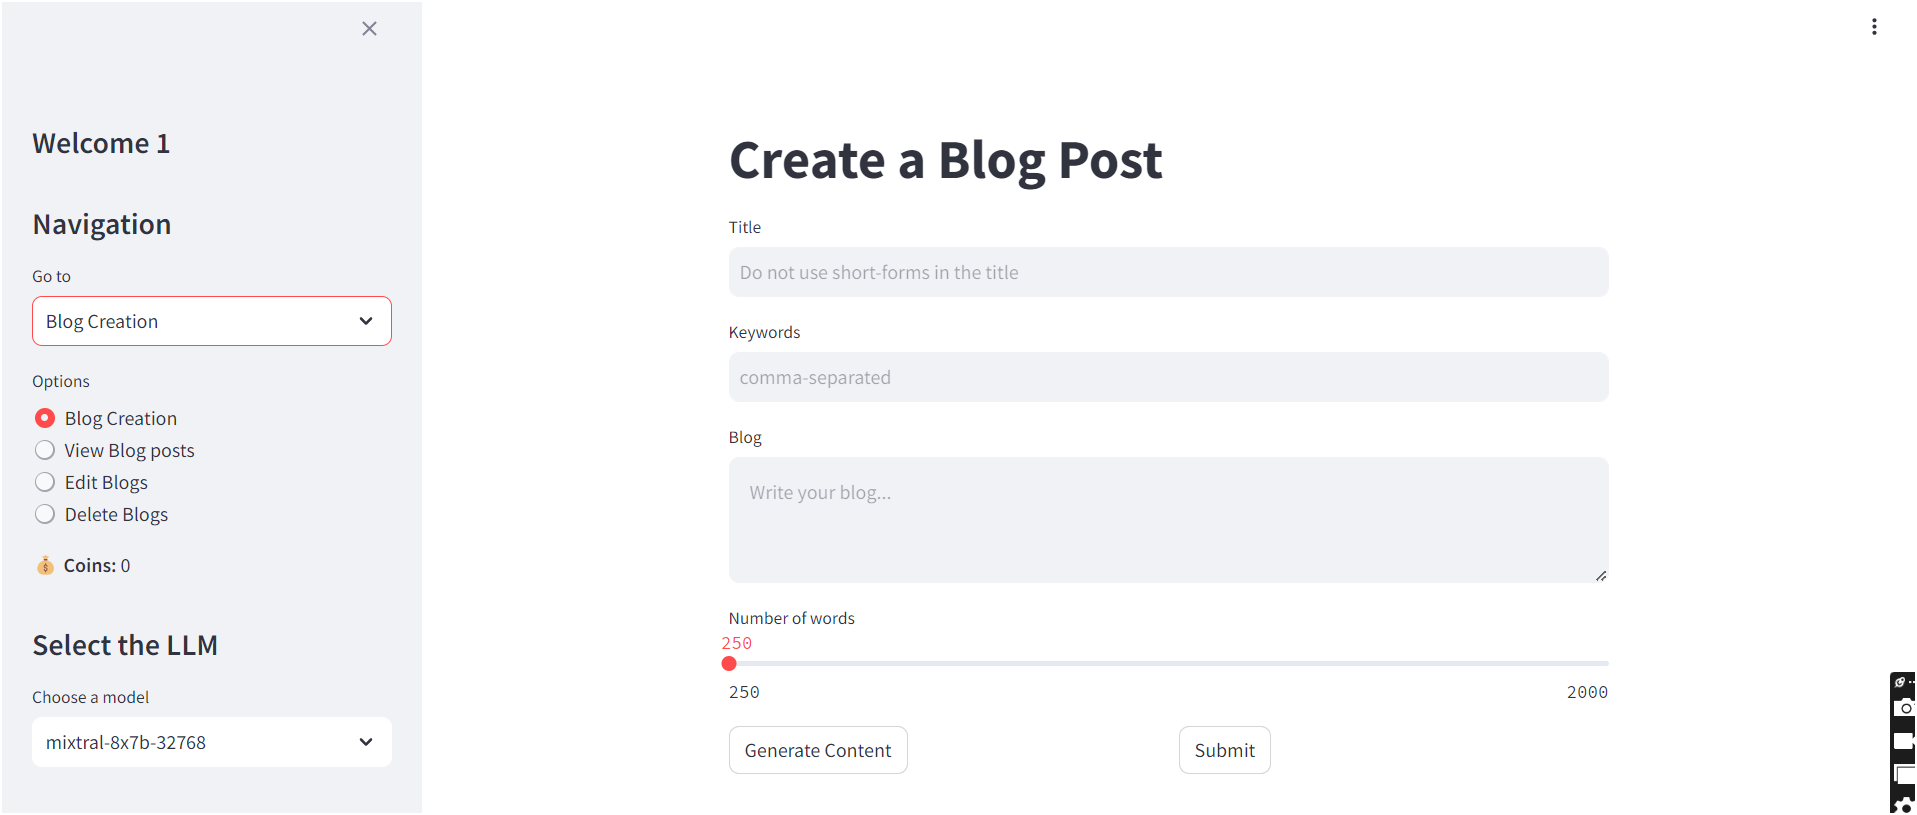 Welcome 1
Navigation
Go to
Blog Creation
Options
Blog Creation
View Blog posts
Edit Blogs
Delete Blogs
💰 Coins: 0
Select the LLM
Choose a model
mixtral-8x7b-32768
Create a Blog Post
Title
Do not use short-forms in the title
Keywords
comma-separated
Blog
Write your blog...
Number of words
250
250 2000
Generate Content Submit